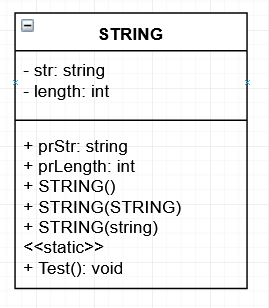 STRING
- str: string
- length: int
+ prStr: string
+ prLength: int
+ STRING()
+ STRING(STRING)
+ STRING(string)
<<static>>
+ Test(): void